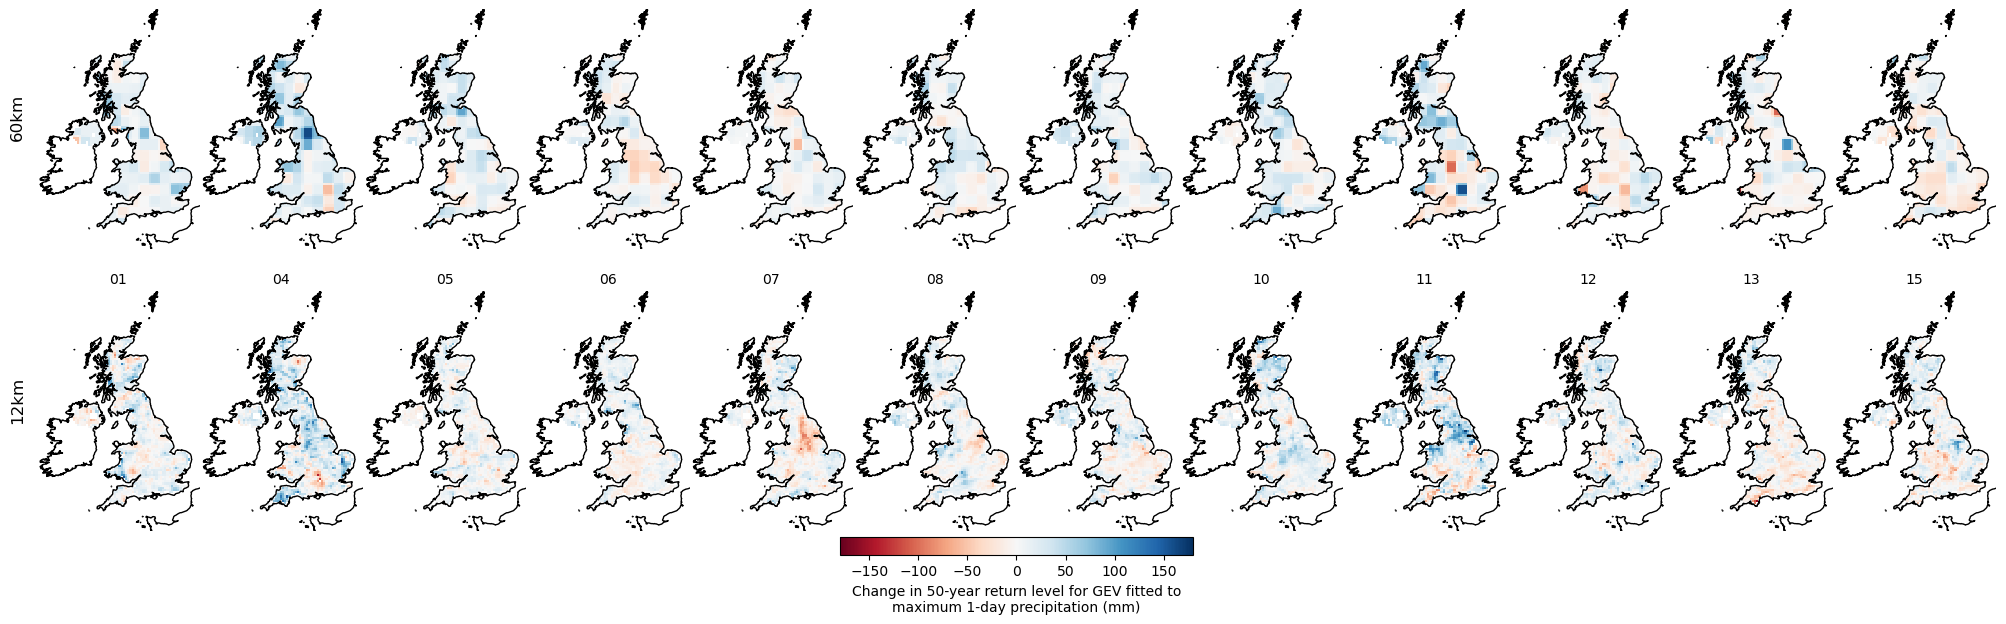 60km
01 04 05 06 07 08 09 10 11 12 13 15
12km
−150 −100 −50 0 50 100 150
Change in 50-year return level for GEV fitted to
maximum 1-day precipitation (mm)